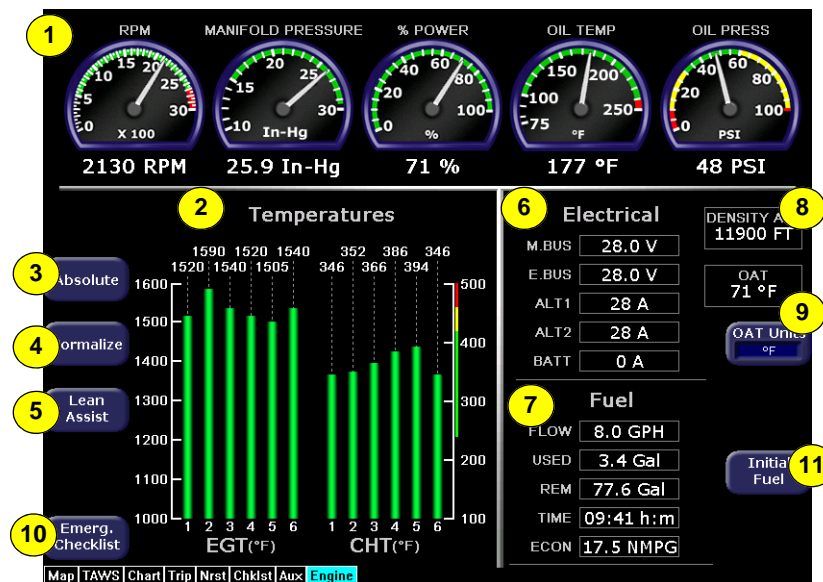 1
RPM
MANIFOLD PRESSURE
% POWER
OIL TEMP
OIL PRESS
0 5 10 15 20 30
X 100
10 15 20 25 30
In-Hg
0 20 40 60 80 100
%
75 100 150 200 250
°F
0 20 40 60 80 100
PSI
2130 RPM
25.9 In-Hg
71 %
177 °F
48 PSI
2
Temperatures
3
Absolute
4
5
Lean
Assist
10
Emerg.
Checklist
1590 1520 1540
1520 1540 1505
352 386 346
346 366 394
1600
1500
1400
1300
1200
1100
1000
1 2 3 4 5 6
EGT(°F)
500
400
300
200
100
1 2 3 4 5 6
CHT(°F)
6
Electrical
M.BUS 28.0 V
E.BUS 28.0 V
ALT1 28 A
ALT2 28 A
BATT 0 A
7
Fuel
FLOW 8.0 GPH
USED 3.4 Gal
REM 77.6 Gal
TIME 09:41 h:m
ECON 17.5 NMPG
8
DENSITY
11900 FT
OAT
71 °F
9
OAT Units
°F
11
Initial
Fuel
Map TAWS Chart Trip Nrst Chklst Aux Engine